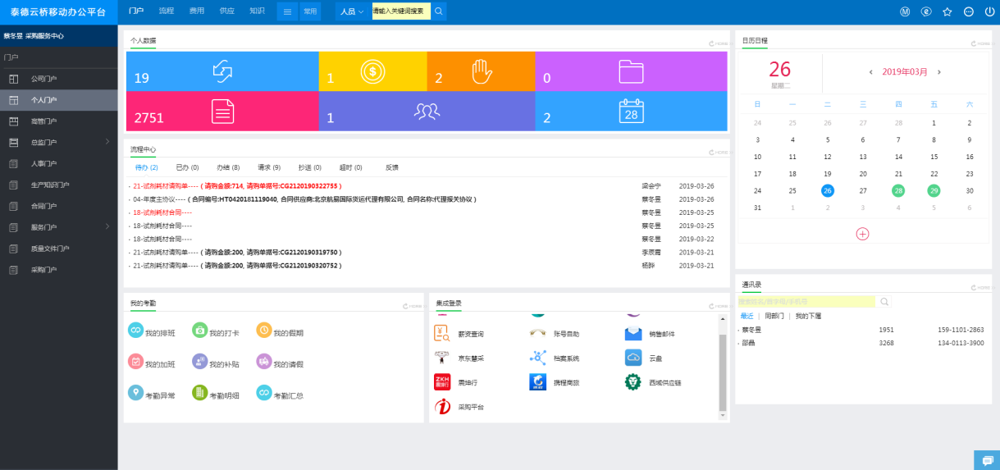 泰德云桥移动办公平台
门户 流程 费用 供应 知识 常用 人员 请输入关键词搜索
蔡冬昱 采购服务中心
门户
公司门户
个人门户
高管门户
总监门户
人事门户
生产知识门户
合同门户
服务门户
质量文件门户
采购门户
个人数据
MORE
19
1
2
0
2751
1
2
28
流程中心
MORE
待办 (2) 已办 (0) 办结 (8) 请求 (9) 抄送 (0) 超时 (0) 反馈
21-试剂耗材请购单----（请购金额:714, 请购单据号:CG2120190322755 ） 梁会宁 2019-03-26
04-年度主协议----（合同编号:HT0420181119040, 合同供应商:北京航易国际货运代理有限公司, 合同名称:代理报关协议 ） 蔡冬昱 2019-03-26
18-试剂耗材合同---- 蔡冬昱 2019-03-25
18-试剂耗材合同---- 蔡冬昱 2019-03-25
18-试剂耗材合同---- 蔡冬昱 2019-03-22
21-试剂耗材请购单----（请购金额:200, 请购单据号:CG2120190319750 ） 李辰霞 2019-03-21
21-试剂耗材请购单----（请购金额:200, 请购单据号:CG2120190320752 ） 杨骅 2019-03-21
我的考勤
MORE
我的排班 我的打卡 我的假期
我的加班 我的补贴 我的请假
考勤异常 考勤明细 考勤汇总
集成登录
MORE
薪资查询 账号自助 销售邮件
京东慧采 档案系统 云盘
ZKH 震坤行 震坤行 携程商旅 西域供应链
采购平台
日历日程
MORE
26
星期二
2019年03月
日 一 二 三 四 五 六
24 25 26 27 28 1 2
3 4 5 6 7 8 9
10 11 12 13 14 15 16
17 18 19 20 21 22 23
24 25 26 27 28 29 30
31 1 2 3 4 5 6
通讯录
MORE
搜索姓名/首字母/手机号
最近 | 同部门 | 我的下属
蔡冬昱 1951 159-1101-2863
邵晶 3268 134-0113-3900